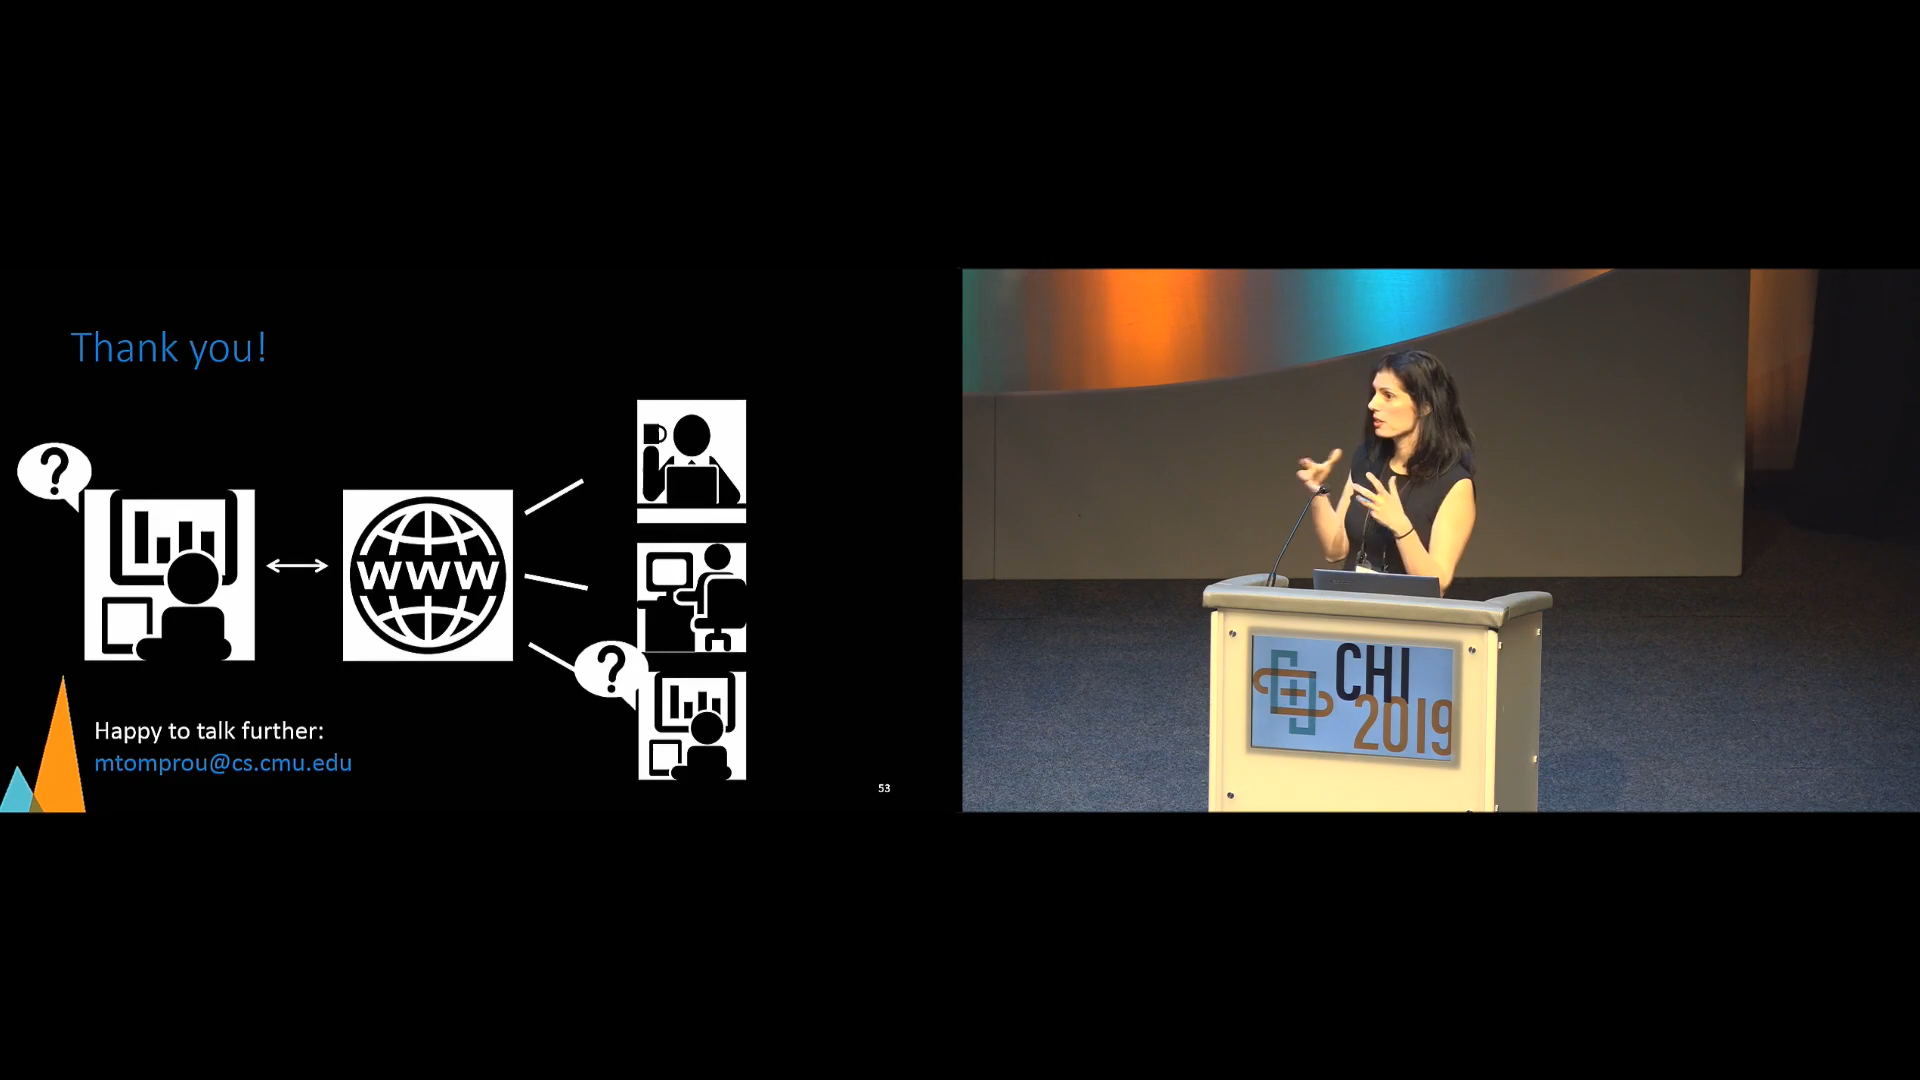 Thank you!
?
WWW
?
Happy to talk further:
mtomprou@cs.cmu.edu
53
CHI
2019